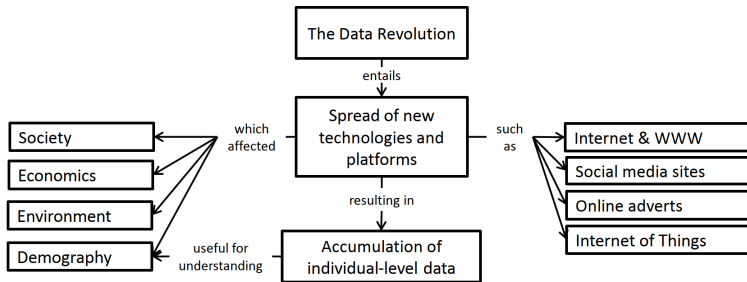 The Data Revolution
entails
Spread of new
technologies and
platforms
which
affected
Society
Economics
Environment
Demography
such
as
Internet & WWW
Social media sites
Online adverts
Internet of Things
resulting in
Accumulation of
individual-level data
useful for
understanding